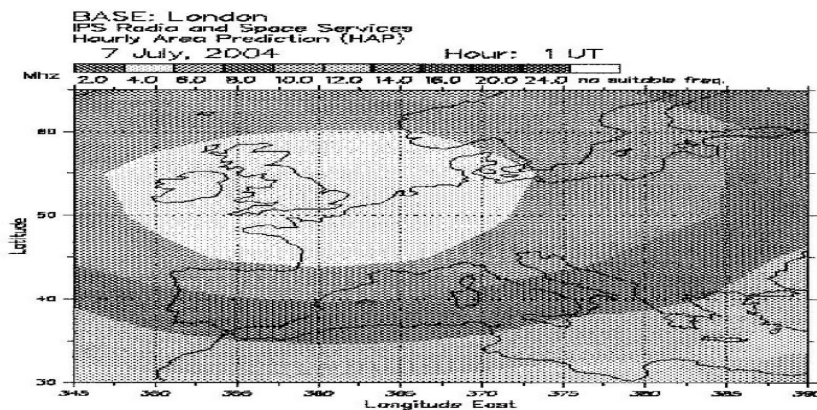 BASE: London
IPS Radio and Space Services
Hourly Area Prediction (HAP)
7 July, 2004 Hour: 1 UT
Mhz 2.0 4.0 6.0 8.0 10.0 12.0 14.0 16.0 20.0 24.0 no suitable freq.
60
50
40
30
Latitude
345 350 355 360 365 370 375 380 385 390
Longitude East